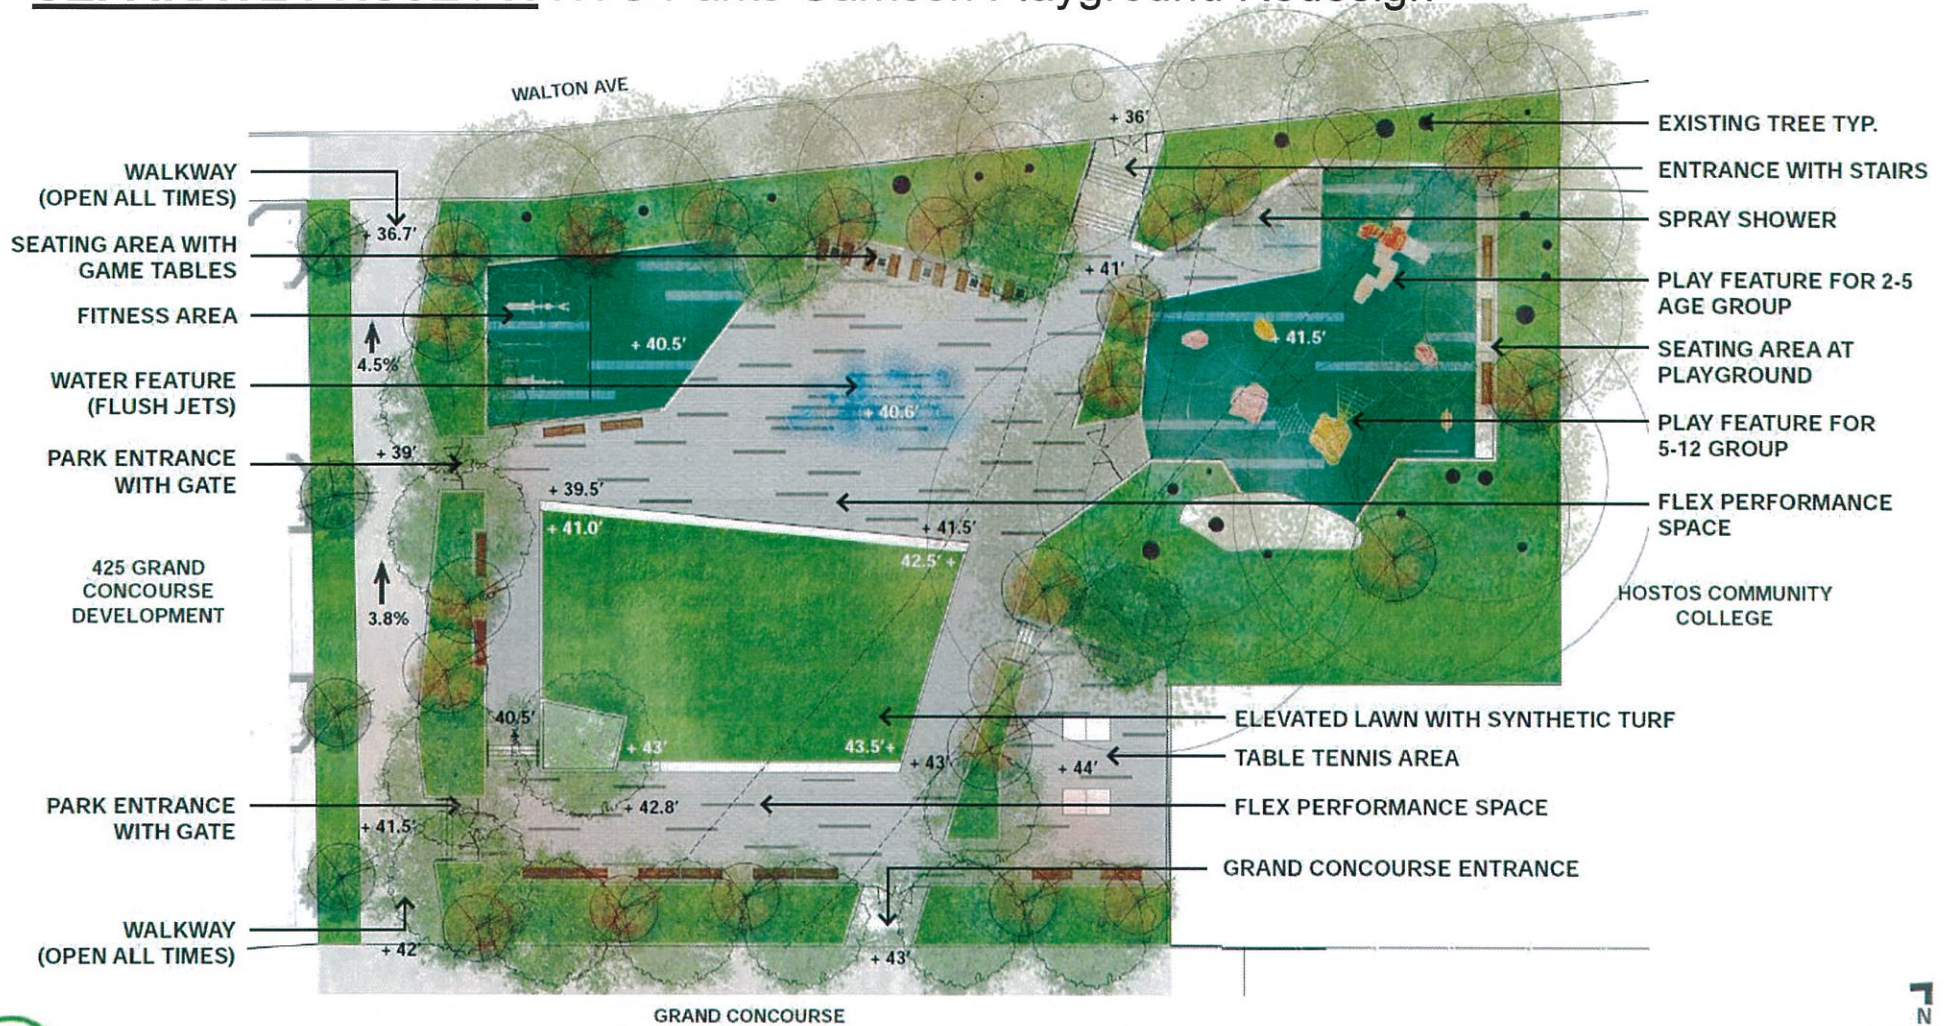 Playground Redesign
WALTON AVE
+ 36'
EXISTING TREE TYP.
WALKWAY
(OPEN ALL TIMES)
ENTRANCE WITH STAIRS
+ 36.7'
SPRAY SHOWER
SEATING AREA WITH
GAME TABLES
+ 41'
PLAY FEATURE FOR 2-5
AGE GROUP
FITNESS AREA
+ 40.5'
+ 41.5'
4.5%
SEATING AREA AT
PLAYGROUND
WATER FEATURE
(FLUSH JETS)
+ 40.6'
PLAY FEATURE FOR
5-12 GROUP
PARK ENTRANCE
WITH GATE
+ 39'
+ 39.5'
FLEX PERFORMANCE
SPACE
+ 41.0'
+ 41.5'
42.5' +
425 GRAND
CONCOURSE
DEVELOPMENT
3.8%
HOSTOS COMMUNITY
COLLEGE
40.5'
+ 43'
43.5'+
ELEVATED LAWN WITH SYNTHETIC TURF
+ 43'
+ 44'
TABLE TENNIS AREA
PARK ENTRANCE
WITH GATE
+ 41.5'
+ 42.8'
FLEX PERFORMANCE SPACE
GRAND CONCOURSE ENTRANCE
WALKWAY
(OPEN ALL TIMES)
+ 42'
+ 43'
GRAND CONCOURSE
N